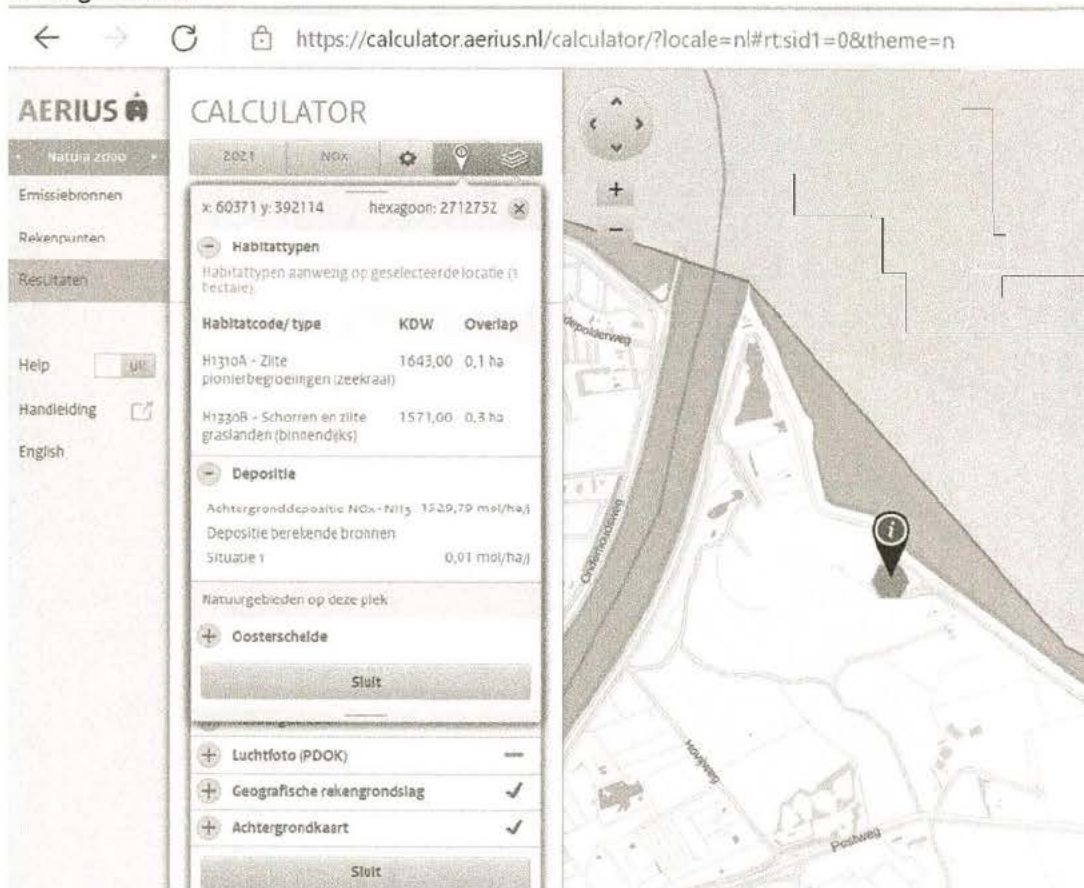 https://calculator.aerius.nl/calculator/?locale=nl#rt:sid1=0&theme=n
AERIUS
CALCULATOR
Natura 2000
2021
NOx
Emissiebronnen
Rekenpunten
Resultaten
Help
uit
Handleiding
English
x: 60371 y: 392114 hexagoon: 2712752
Habitattypen
Habitattypen aanwezig op geselecteerde locatie (1
hectare).
Habitatcode/ type KDW Overlap
H1310A - Zilte 1643,00 0,1 ha
pionierbegroeiingen (zeekraal)
H1330B - Schorren en zilte 1571,00 0,3 ha
graslanden (binnendijks)
Depositie
Achtergronddepositie NOx+NH3 1529,79 mol/ha/j
Depositie berekende bronnen
Situatie 1 0,01 mol/ha/j
Natuurgebieden op deze plek
Oosterschelde
Sluit
Luchtfoto (PDOK)
Geografische rekengrondslag
Achtergrondkaart
Sluit
depolderweg
Hollijweg
Postweg